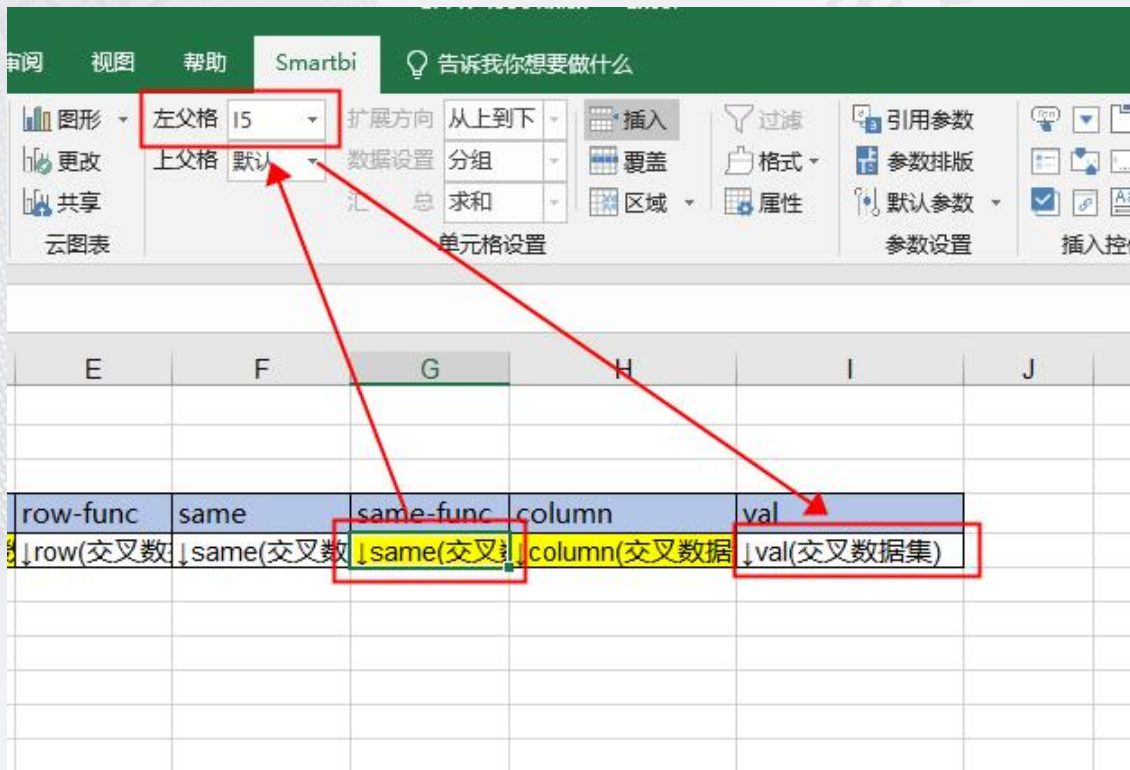 审阅 视图 帮助 Smartbi 告诉我你想要做什么
图形 左父格 I5 扩展方向 从上到下 插入 过滤 引用参数
更改 上父格 默认 数据设置 分组 覆盖 格式 参数排版
共享 汇 总 求和 区域 属性 默认参数
云图表 单元格设置 参数设置 插入控
E F G H I J
row-func same same-func column val
↓row(交叉数 ↓same(交叉数 ↓same(交叉 ↓column(交叉数据 ↓val(交叉数据集)